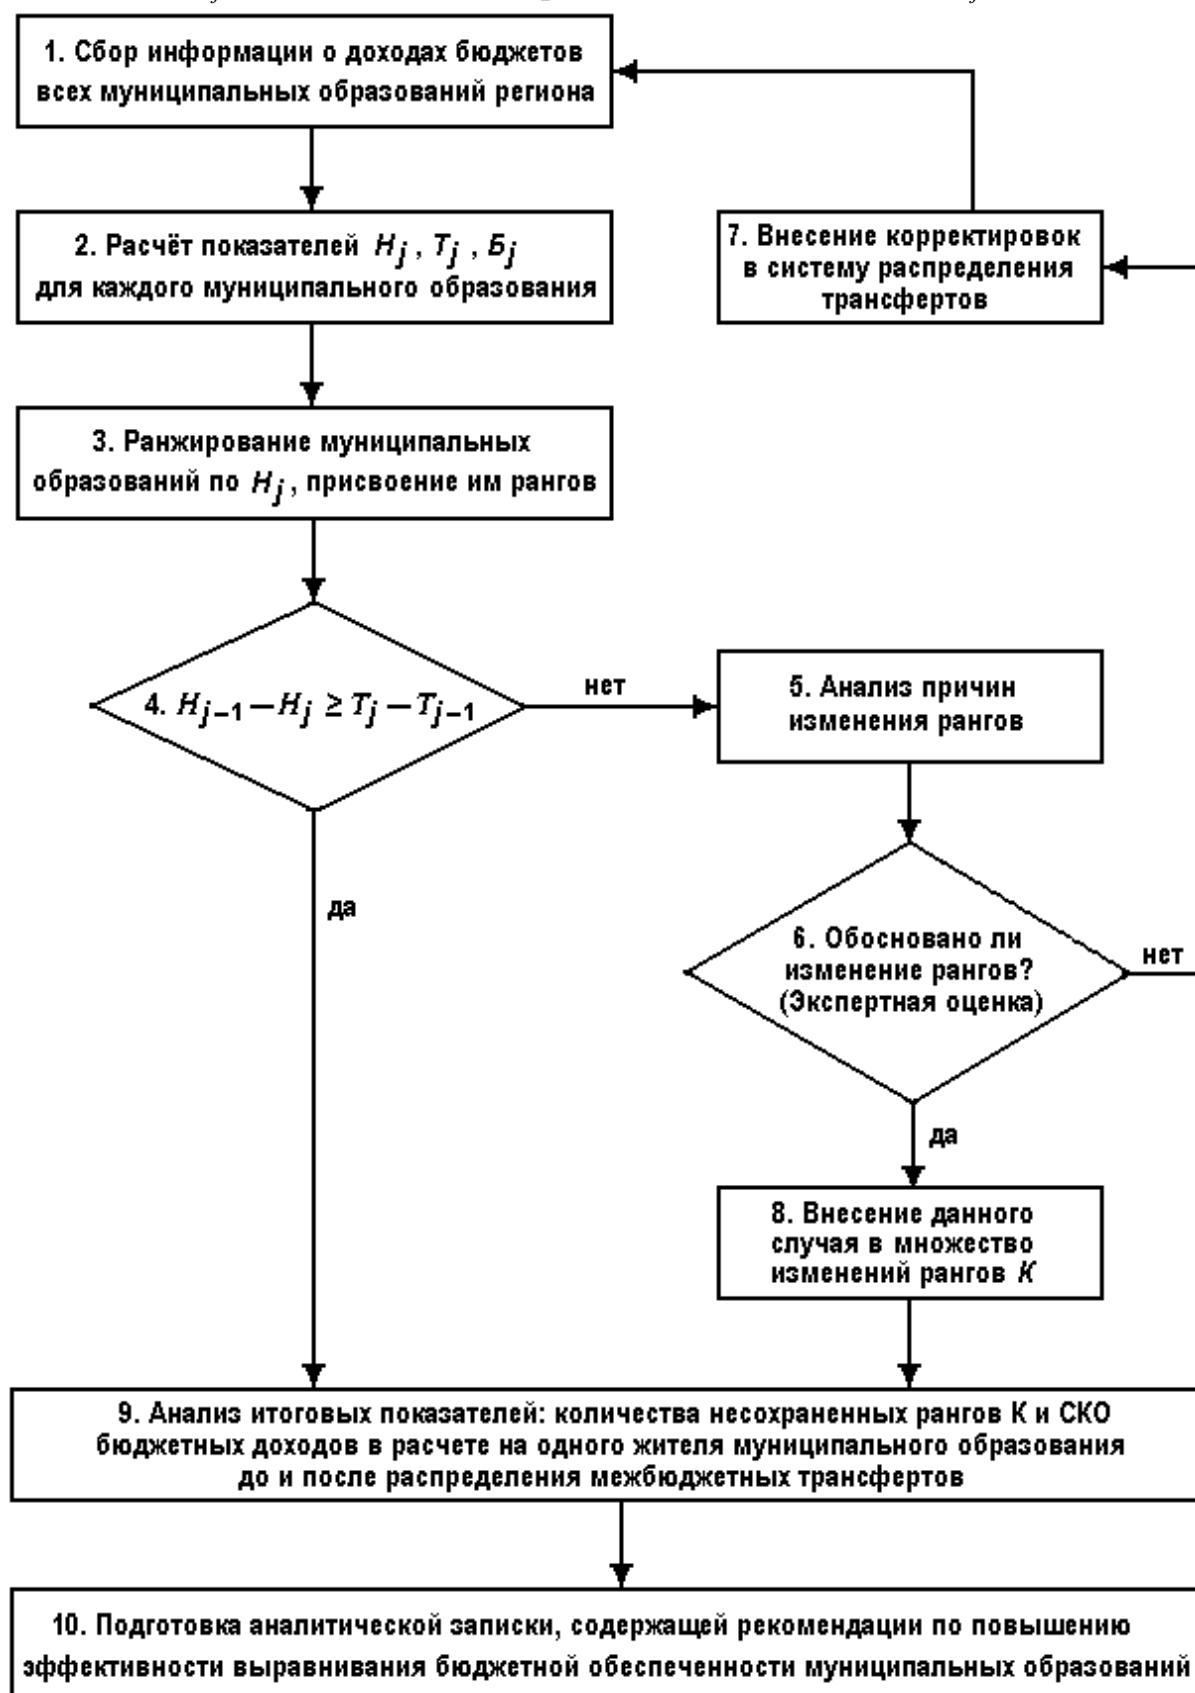 1. Сбор информации о доходах бюджетов
всех муниципальных образований региона
2. Расчёт показателей Hj , Tj , Бj
для каждого муниципального образования
7. Внесение корректировок
в систему распределения
трансфертов
3. Ранжирование муниципальных
образований по Hj , присвоение им рангов
4. Hj−1 − Hj ≥ Tj − Tj−1
нет
5. Анализ причин
изменения рангов
да
6. Обосновано ли
изменение рангов?
(Экспертная оценка)
нет
да
8. Внесение данного
случая в множество
изменений рангов К
9. Анализ итоговых показателей: количества несохраненных рангов К и СКО
бюджетных доходов в расчете на одного жителя муниципального образования
до и после распределения межбюджетных трансфертов
10. Подготовка аналитической записки, содержащей рекомендации по повышению
эффективности выравнивания бюджетной обеспеченности муниципальных образований